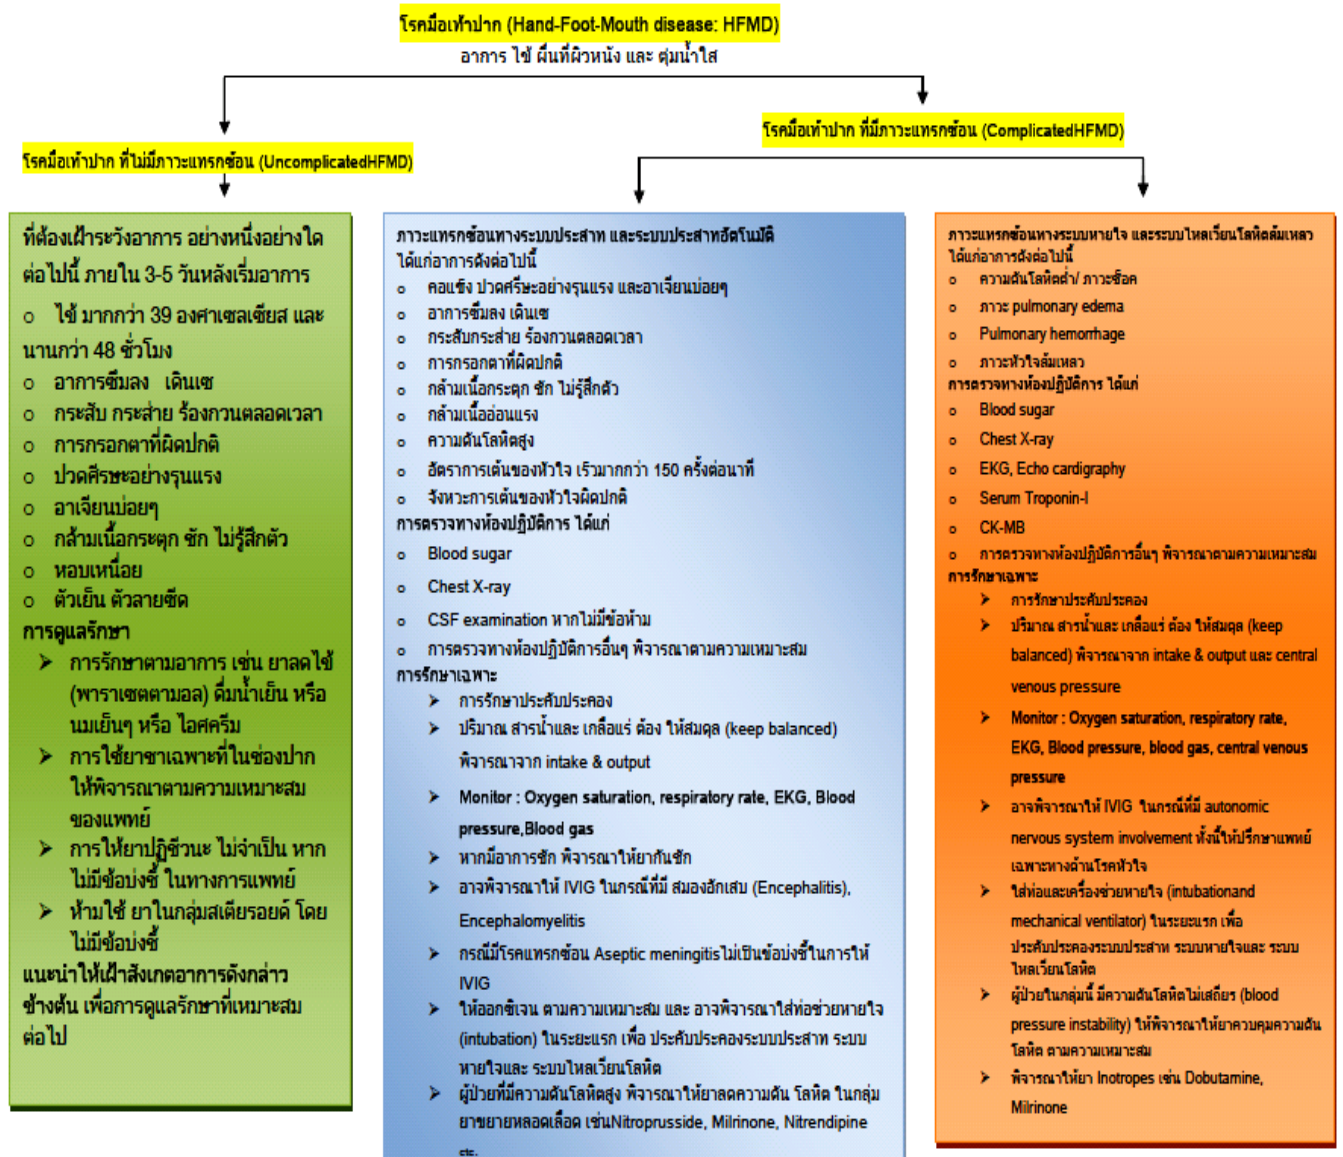 โรคมือเท้าปาก (Hand-Foot-Mouth disease: HFMD)
อาการ ไข้ ผื่นที่ผิวหนัง และ ตุ่มน้ำใส
โรคมือเท้าปาก ที่ไม่มีภาวะแทรกซ้อน (UncomplicatedHFMD)
โรคมือเท้าปาก ที่มีภาวะแทรกซ้อน (ComplicatedHFMD)
ที่ต้องเฝ้าระวังอาการ อย่างหนึ่งอย่างใด
ต่อไปนี้ ภายใน 3-5 วันหลังเริ่มอาการ
o ไข้ มากกว่า 39 องศาเซลเซียส และ
นานกว่า 48 ชั่วโมง
o อาการซึมลง เดินเซ
o กระสับ กระส่าย ร้องกวนตลอดเวลา
o การกรอกตาที่ผิดปกติ
o ปวดศีรษะอย่างรุนแรง
o อาเจียนบ่อยๆ
o กล้ามเนื้อกระตุก ชัก ไม่รู้สึกตัว
o หอบเหนื่อย
o ตัวเย็น ตัวลายซีด
การดูแลรักษา
➤ การรักษาตามอาการ เช่น ยาลดไข้
(พาราเซตตามอล) ดื่มน้ำเย็น หรือ
นมเย็นๆ หรือ ไอศครีม
➤ การใช้ยาชาเฉพาะที่ในช่องปาก
ให้พิจารณาตามความเหมาะสม
ของแพทย์
➤ การให้ยาปฏิชีวนะ ไม่จำเป็น หาก
ไม่มีข้อบ่งชี้ ในทางการแพทย์
➤ ห้ามใช้ ยาในกลุ่มสเตียรอยด์ โดย
ไม่มีข้อบ่งชี้
แนะนำให้เฝ้าสังเกตอาการดังกล่าว
ข้างต้น เพื่อการดูแลรักษาที่เหมาะสม
ต่อไป
ภาวะแทรกซ้อนทางระบบประสาท และระบบประสาทอัตโนมัติ
ได้แก่อาการดังต่อไปนี้
o คอแข็ง ปวดศรีษะอย่างรุนแรง และอาเจียนบ่อยๆ
o อาการซึมลง เดินเซ
o กระสับกระส่าย ร้องกวนตลอดเวลา
o การกรอกตาที่ผิดปกติ
o กล้ามเนื้อกระตุก ชัก ไม่รู้สึกตัว
o กล้ามเนื้ออ่อนแรง
o ความดันโลหิตสูง
o อัตราการเต้นของหัวใจ เร็วมากกว่า 150 ครั้งต่อนาที
o จังหวะการเต้นของหัวใจผิดปกติ
การตรวจทางห้องปฏิบัติการ ได้แก่
o Blood sugar
o Chest X-ray
o CSF examination หากไม่มีข้อห้าม
o การตรวจทางห้องปฏิบัติการอื่นๆ พิจารณาตามความเหมาะสม
การรักษาเฉพาะ
➤ การรักษาประคับประคอง
➤ ปริมาณ สารน้ำและ เกลือแร่ ต้อง ให้สมดุล (keep balanced)
พิจารณาจาก intake & output
➤ Monitor : Oxygen saturation, respiratory rate, EKG, Blood
pressure,Blood gas
➤ หากมีอาการชัก พิจารณาให้ยากันชัก
➤ อาจพิจารณาให้ IVIG ในกรณีที่มี สมองอักเสบ (Encephalitis),
Encephalomyelitis
➤ กรณีมีโรคแทรกซ้อน Aseptic meningitisไม่เป็นข้อบ่งชี้ในการให้
IVIG
➤ ให้ออกซิเจน ตามความเหมาะสม และ อาจพิจารณาใส่ท่อช่วยหายใจ
(intubation) ในระยะแรก เพื่อ ประคับประคองระบบประสาท ระบบ
หายใจและ ระบบไหลเวียนโลหิต
➤ ผู้ป่วยที่มีความดันโลหิตสูง พิจารณาให้ยาลดความดัน โลหิต ในกลุ่ม
ยาขยายหลอดเลือด เช่นNitroprusside, Milrinone, Nitrendipine
etc.
ภาวะแทรกซ้อนทางระบบหายใจ และระบบไหลเวียนโลหิตล้มเหลว
ได้แก่อาการดังต่อไปนี้
o ความดันโลหิตต่ำ/ ภาวะช็อค
o ภาวะ pulmonary edema
o Pulmonary hemorrhage
o ภาวะหัวใจล้มเหลว
การตรวจทางห้องปฏิบัติการ ได้แก่
o Blood sugar
o Chest X-ray
o EKG, Echo cardigraphy
o Serum Troponin-I
o CK-MB
o การตรวจทางห้องปฏิบัติการอื่นๆ พิจารณาตามความเหมาะสม
การรักษาเฉพาะ
➤ การรักษาประคับประคอง
➤ ปริมาณ สารน้ำและ เกลือแร่ ต้อง ให้สมดุล (keep
balanced) พิจารณาจาก intake & output และ central
venous pressure
➤ Monitor : Oxygen saturation, respiratory rate,
EKG, Blood pressure, blood gas, central venous
pressure
➤ อาจพิจารณาให้ IVIG ในกรณีที่มี autonomic
nervous system involvement ทั้งนี้ให้ปรึกษาแพทย์
เฉพาะทางด้านโรคหัวใจ
➤ ใส่ท่อและเครื่องช่วยหายใจ (intubationand
mechanical ventilator) ในระยะแรก เพื่อ
ประคับประคองระบบประสาท ระบบหายใจและ ระบบ
ไหลเวียนโลหิต
➤ ผู้ป่วยในกลุ่มนี้ มีความดันโลหิตไม่เสถียร (blood
pressure instability) ให้พิจารณาให้ยาควบคุมความดัน
โลหิต ตามความเหมาะสม
➤ พิจารณาให้ยา Inotropes เช่น Dobutamine,
Milrinone